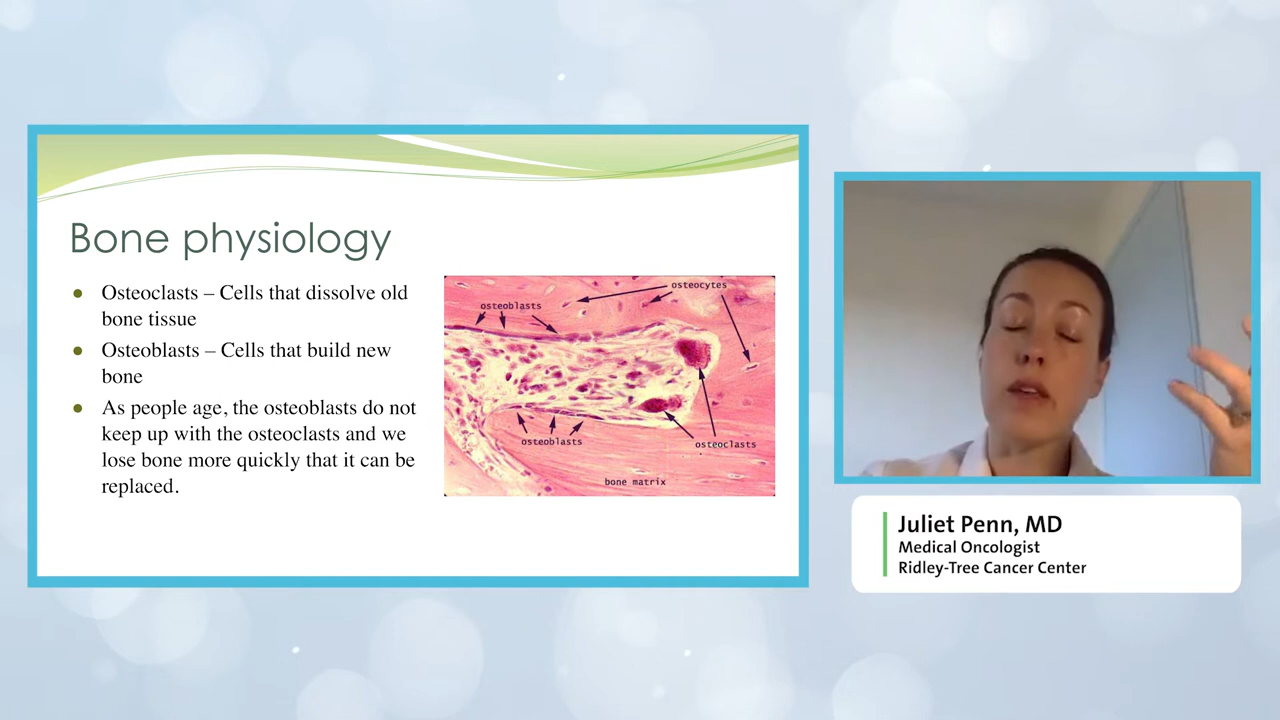 Bone physiology
Osteoclasts – Cells that dissolve old
bone tissue
Osteoblasts – Cells that build new
bone
As people age, the osteoblasts do not
keep up with the osteoclasts and we
lose bone more quickly that it can be
replaced.
osteocytes
osteoblasts
osteoblasts
osteoclasts
bone matrix
Juliet Penn, MD
Medical Oncologist
Ridley-Tree Cancer Center